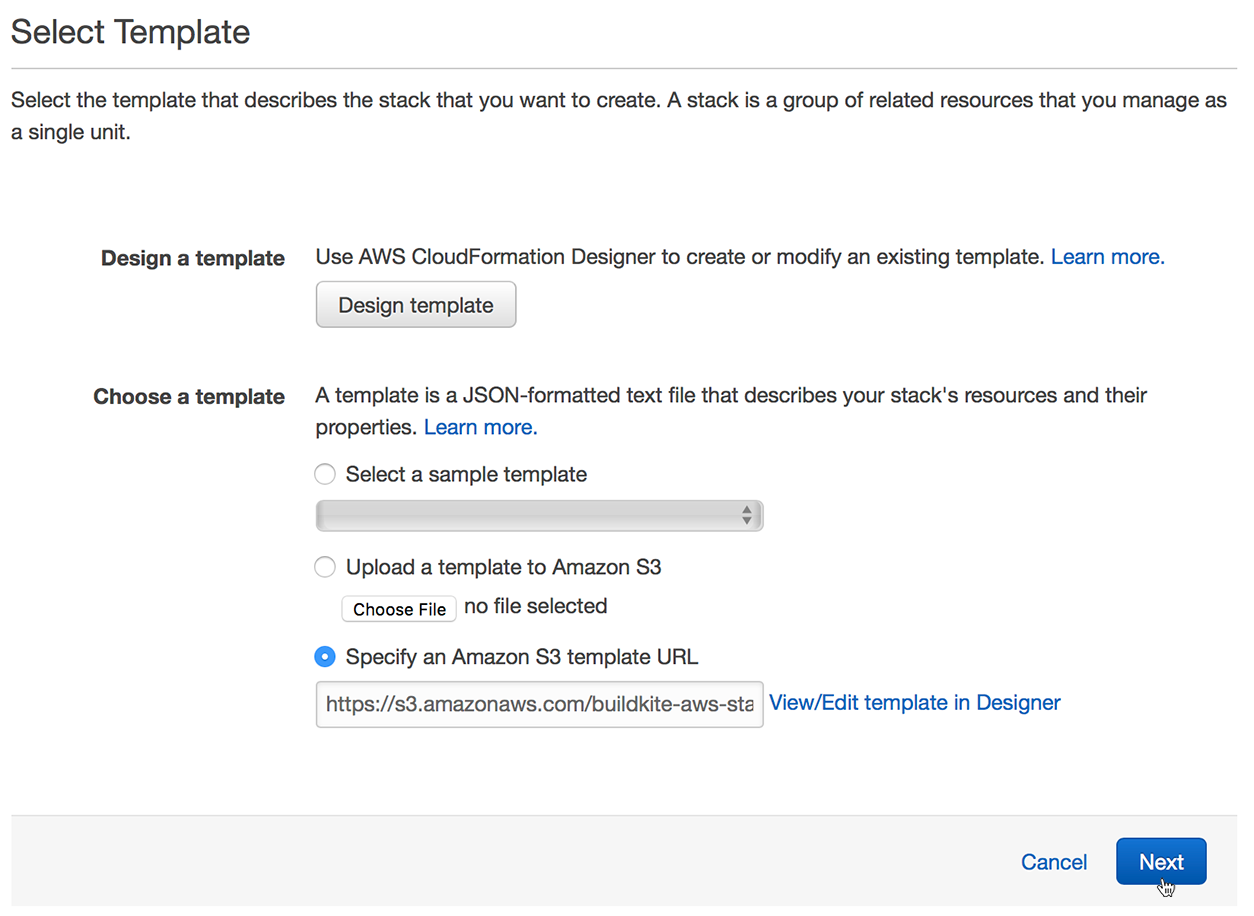 Select Template
Select the template that describes the stack that you want to create. A stack is a group of related resources that you manage as
a single unit.
Design a template
Use AWS CloudFormation Designer to create or modify an existing template. Learn more.
Design template
Choose a template
A template is a JSON-formatted text file that describes your stack's resources and their
properties. Learn more.
Select a sample template
Upload a template to Amazon S3
Choose File no file selected
Specify an Amazon S3 template URL
https://s3.amazonaws.com/buildkite-aws-sta View/Edit template in Designer
Cancel Next